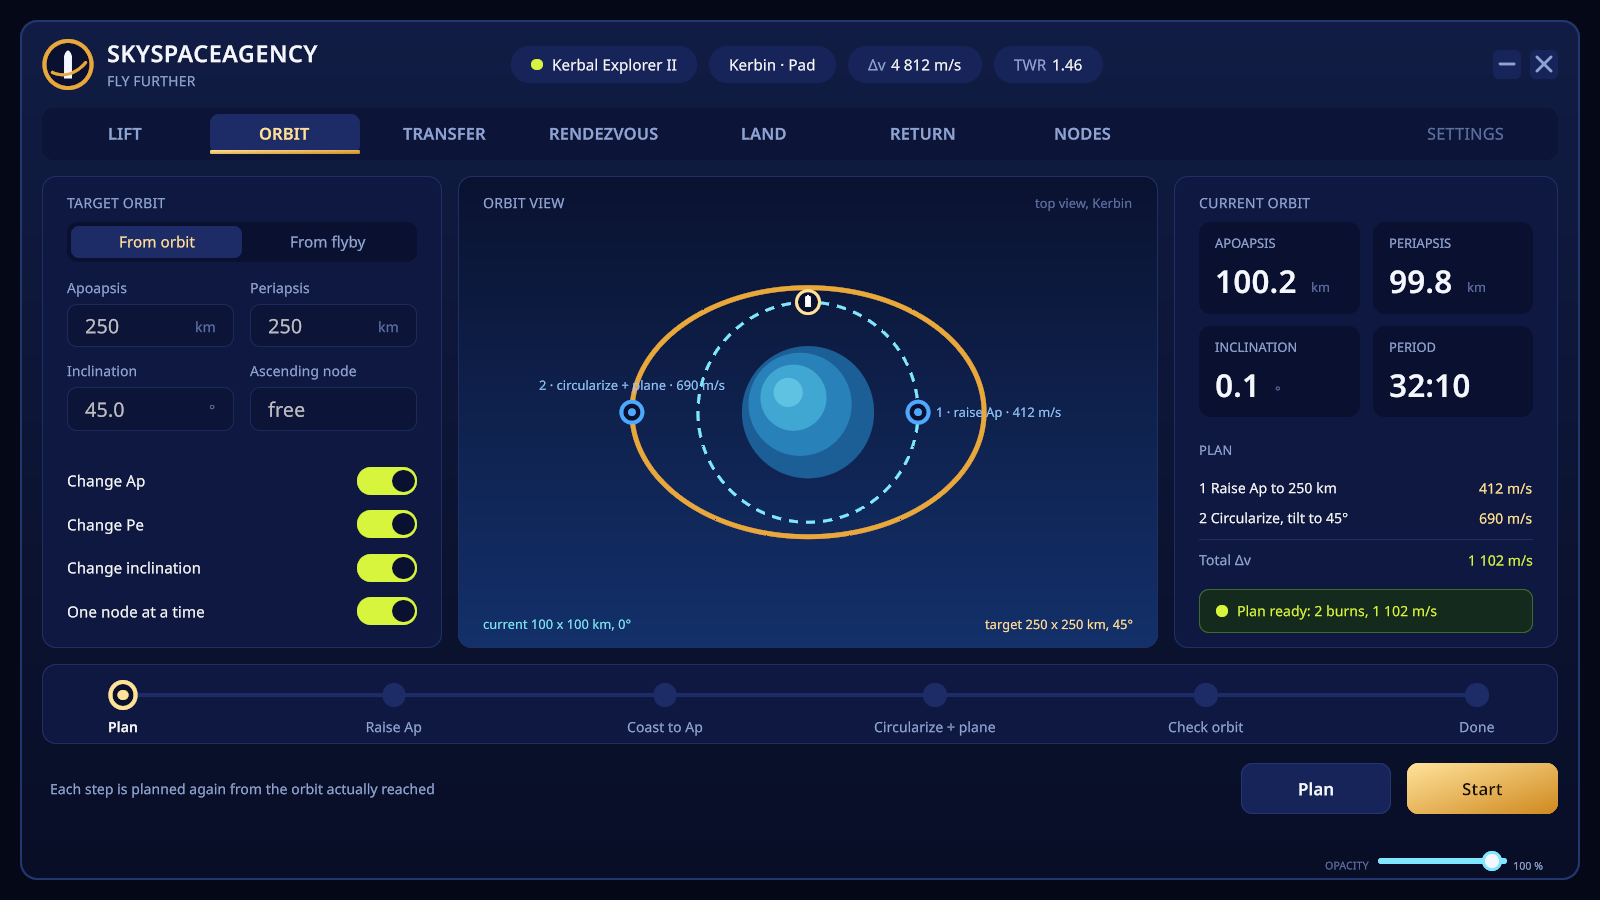 SKYSPACEAGENCY
FLY FURTHER
Kerbal Explorer II
Kerbin · Pad
Δv 4 812 m/s
TWR 1.46
LIFT
ORBIT
TRANSFER
RENDEZVOUS
LAND
RETURN
NODES
SETTINGS
TARGET ORBIT
From orbit
From flyby
Apoapsis
Periapsis
250 km
250 km
Inclination
Ascending node
45.0 °
free
Change Ap
Change Pe
Change inclination
One node at a time
ORBIT VIEW
top view, Kerbin
2 · circularize + plane · 690 m/s
1 · raise Ap · 412 m/s
current 100 x 100 km, 0°
target 250 x 250 km, 45°
CURRENT ORBIT
APOAPSIS
100.2 km
PERIAPSIS
99.8 km
INCLINATION
0.1 °
PERIOD
32:10
PLAN
1 Raise Ap to 250 km 412 m/s
2 Circularize, tilt to 45° 690 m/s
Total Δv 1 102 m/s
Plan ready: 2 burns, 1 102 m/s
Plan
Raise Ap
Coast to Ap
Circularize + plane
Check orbit
Done
Each step is planned again from the orbit actually reached
Plan
Start
OPACITY
100 %